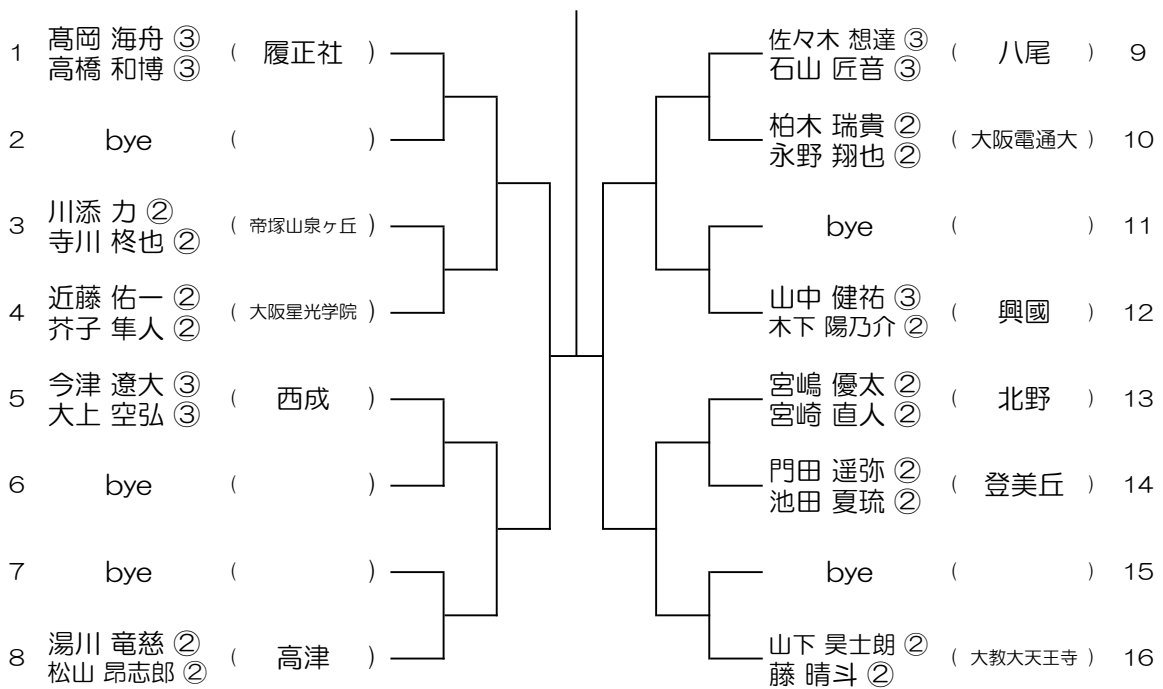 1 髙岡 海舟 ③ ( 履正社 )
高橋 和博 ③
2 bye ( )
3 川添 力 ② ( 帝塚山泉ヶ丘 )
寺川 柊也 ②
4 近藤 佑一 ② ( 大阪星光学院 )
芥子 隼人 ②
5 今津 遼大 ③ ( 西成 )
大上 空弘 ③
6 bye ( )
7 bye ( )
8 湯川 竜慈 ② ( 高津 )
松山 昂志郎 ②
佐々木 想達 ③ ( 八尾 ) 9
石山 匠音 ③
柏木 瑞貴 ② ( 大阪電通大 ) 10
永野 翔也 ②
bye ( ) 11
山中 健祐 ③ ( 興國 ) 12
木下 陽乃介 ②
宮嶋 優太 ② ( 北野 ) 13
宮崎 直人 ②
門田 遥弥 ② ( 登美丘 ) 14
池田 夏琉 ②
bye ( ) 15
山下 昊士朗 ② ( 大教大天王寺 ) 16
藤 晴斗 ②